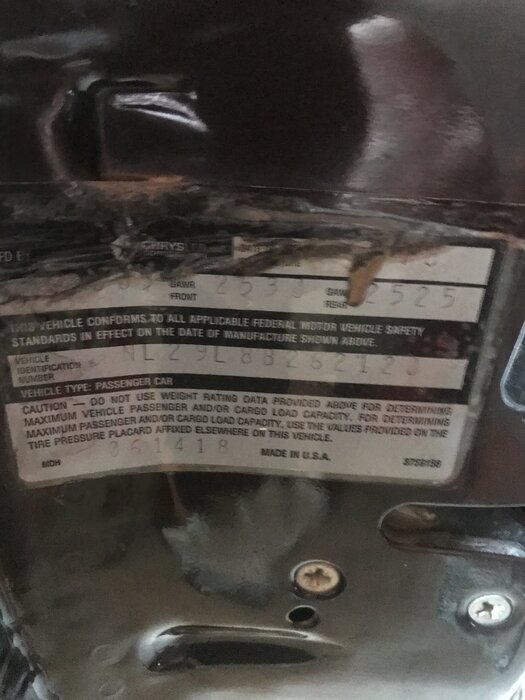 CHRYSLER
GAWR FRONT 2530 GAWR REAR 2525
THIS VEHICLE CONFORMS TO ALL APPLICABLE FEDERAL MOTOR VEHICLE SAFETY
STANDARDS IN EFFECT ON THE DATE OF MANUFACTURE SHOWN ABOVE.
VEHICLE
IDENTIFICATION
NUMBER
VEHICLE TYPE: PASSENGER CAR
CAUTION — DO NOT USE WEIGHT RATING DATA PROVIDED ABOVE FOR DETERMINING
MAXIMUM VEHICLE PASSENGER AND/OR CARGO LOAD CAPACITY. FOR DETERMINING
MAXIMUM PASSENGER AND/OR CARGO LOAD CAPACITY, USE THE VALUES PROVIDED ON THE
TIRE PRESSURE PLACARD AFFIXED ELSEWHERE ON THIS VEHICLE.
MDH 061418 MADE IN U.S.A.